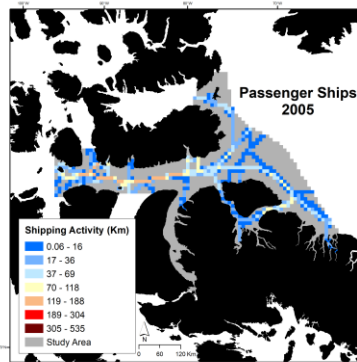 Passenger Ships
2005
Shipping Activity (Km)
0.06 - 16
17 - 36
37 - 69
70 - 118
119 - 188
189 - 304
305 - 535
Study Area
N
0 60 120 Km